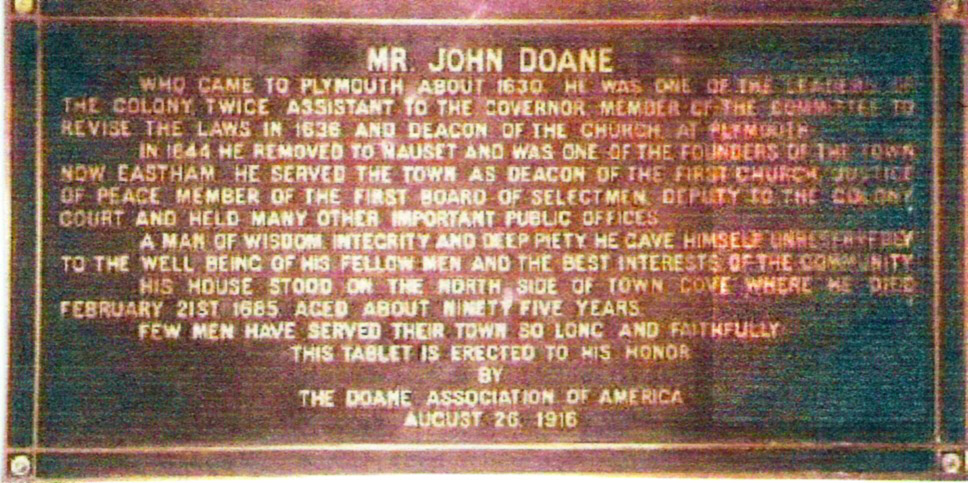 MR. JOHN DOANE
WHO CAME TO PLYMOUTH ABOUT 1630. HE WAS ONE OF THE LEADERS OF
THE COLONY, TWICE ASSISTANT TO THE GOVERNOR, MEMBER OF THE COMMITTEE TO
REVISE THE LAWS IN 1636 AND DEACON OF THE CHURCH AT PLYMOUTH.
IN 1644 HE REMOVED TO NAUSET AND WAS ONE OF THE FOUNDERS OF THE TOWN
NOW EASTHAM. HE SERVED THE TOWN AS DEACON OF THE FIRST CHURCH, JUSTICE
OF PEACE, MEMBER OF THE FIRST BOARD OF SELECTMEN, DEPUTY TO THE COLONY
COURT AND HELD MANY OTHER IMPORTANT PUBLIC OFFICES.
A MAN OF WISDOM, INTEGRITY AND DEEP PIETY HE GAVE HIMSELF UNRESERVEDLY
TO THE WELL BEING OF HIS FELLOW MEN AND THE BEST INTERESTS OF THE COMMUNITY.
HIS HOUSE STOOD ON THE NORTH SIDE OF TOWN COVE WHERE HE DIED
FEBRUARY 21ST 1685, AGED ABOUT NINETY FIVE YEARS.
FEW MEN HAVE SERVED THEIR TOWN SO LONG AND FAITHFULLY.
THIS TABLET IS ERECTED TO HIS HONOR
BY
THE DOANE ASSOCIATION OF AMERICA
AUGUST 26, 1916